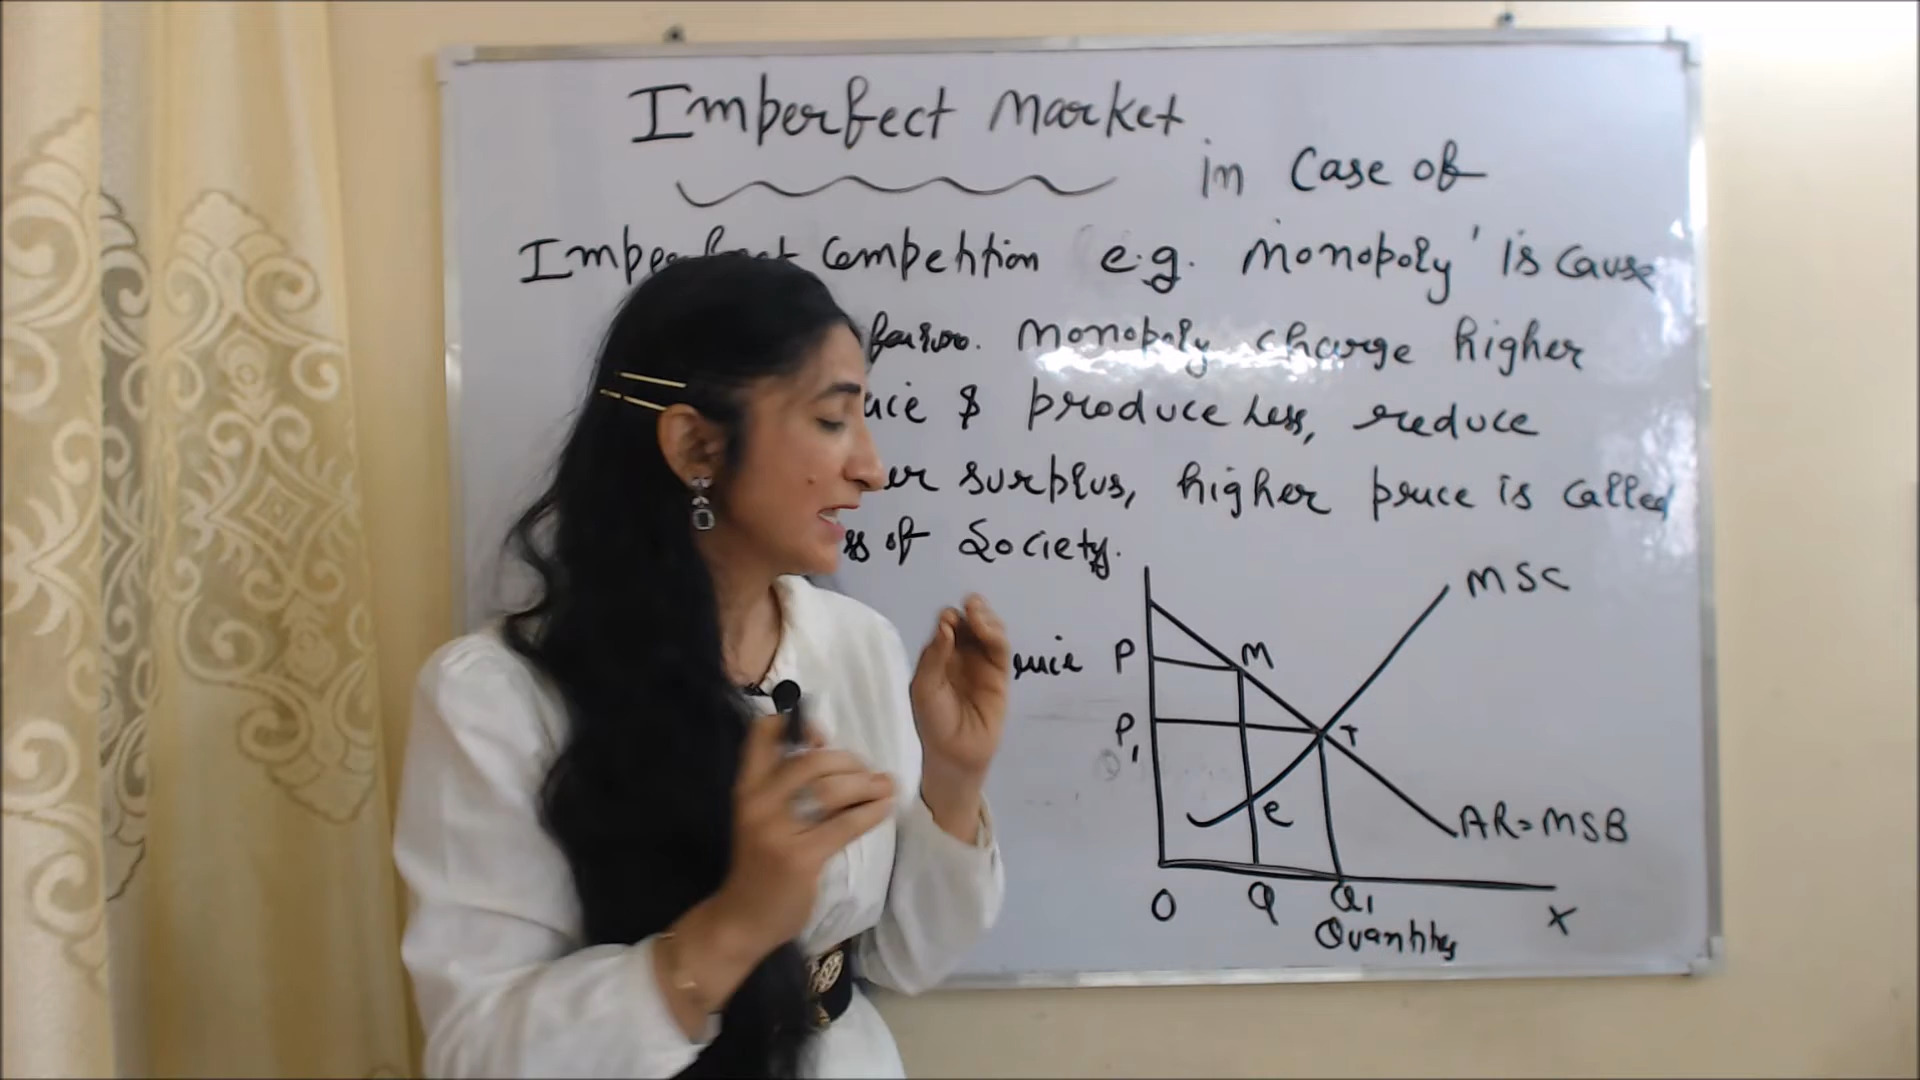 Imperfect Market
in Case of
Imperfect Competition e.g. 'monopoly' is cause
Monopoly charge higher
& produce Less, reduce
surplus, higher price is called
of Society.
MSC
P M
P1 T
e
AR=MSB
O Q Q1 X
Quantity